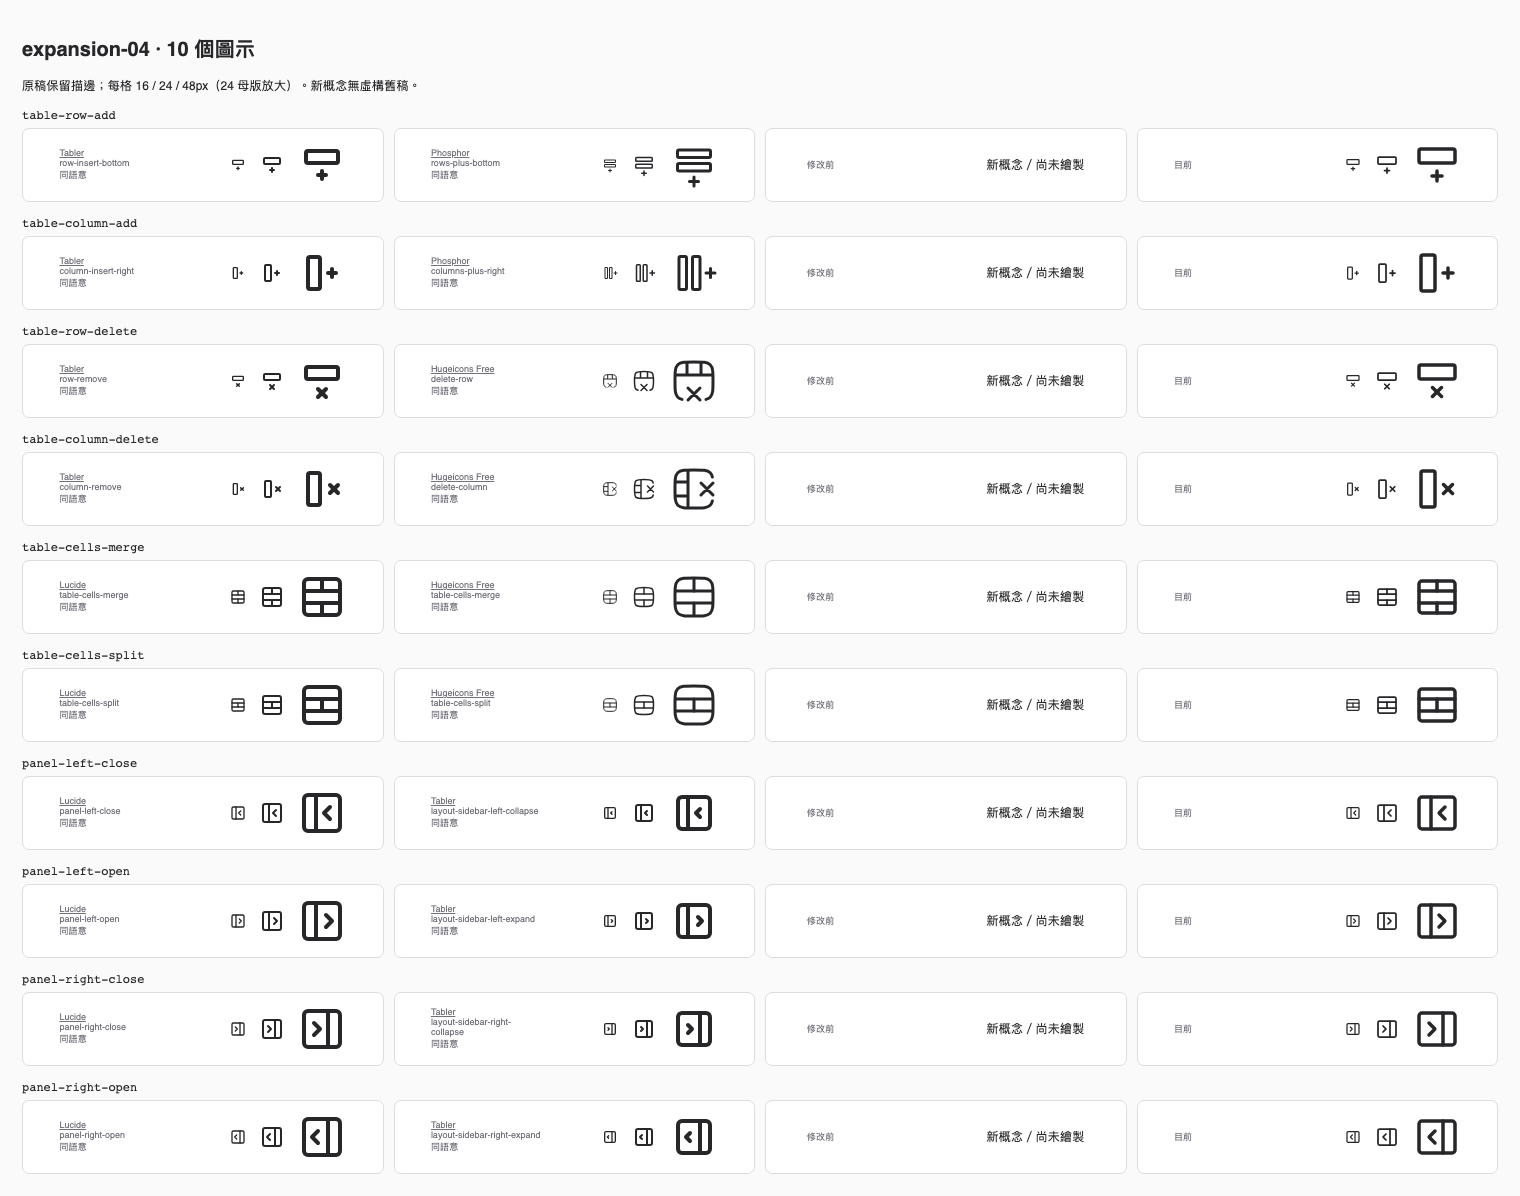 expansion-04 · 10 個圖示
原稿保留描邊；每格 16 / 24 / 48px（24 母版放大）。新概念無虛構舊稿。
table-row-add
Tabler
row-insert-bottom
同語意
Phosphor
rows-plus-bottom
同語意
修改前
新概念 / 尚未繪製
目前
table-column-add
Tabler
column-insert-right
同語意
Phosphor
columns-plus-right
同語意
修改前
新概念 / 尚未繪製
目前
table-row-delete
Tabler
row-remove
同語意
Hugeicons Free
delete-row
同語意
修改前
新概念 / 尚未繪製
目前
table-column-delete
Tabler
column-remove
同語意
Hugeicons Free
delete-column
同語意
修改前
新概念 / 尚未繪製
目前
table-cells-merge
Lucide
table-cells-merge
同語意
Hugeicons Free
table-cells-merge
同語意
修改前
新概念 / 尚未繪製
目前
table-cells-split
Lucide
table-cells-split
同語意
Hugeicons Free
table-cells-split
同語意
修改前
新概念 / 尚未繪製
目前
panel-left-close
Lucide
panel-left-close
同語意
Tabler
layout-sidebar-left-collapse
同語意
修改前
新概念 / 尚未繪製
目前
panel-left-open
Lucide
panel-left-open
同語意
Tabler
layout-sidebar-left-expand
同語意
修改前
新概念 / 尚未繪製
目前
panel-right-close
Lucide
panel-right-close
同語意
Tabler
layout-sidebar-right-
collapse
同語意
修改前
新概念 / 尚未繪製
目前
panel-right-open
Lucide
panel-right-open
同語意
Tabler
layout-sidebar-right-expand
同語意
修改前
新概念 / 尚未繪製
目前